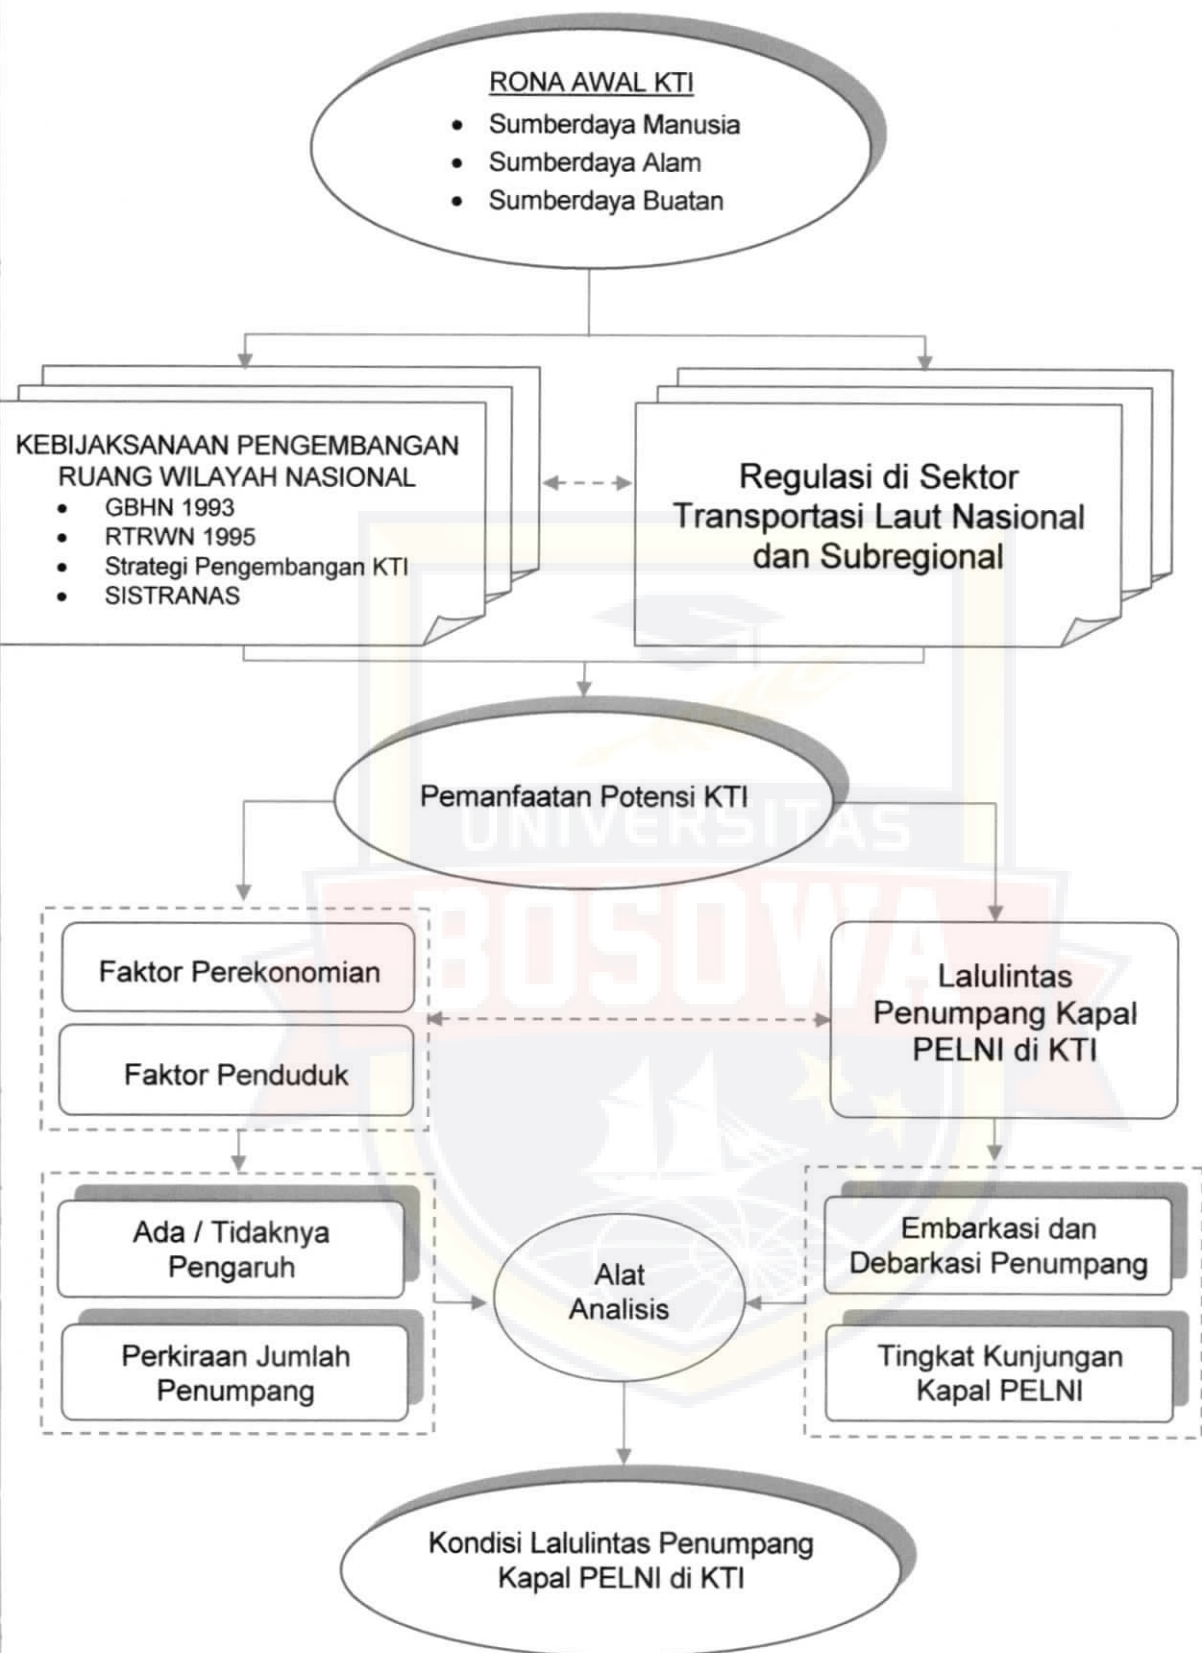 RONA AWAL KTI
• Sumberdaya Manusia
• Sumberdaya Alam
• Sumberdaya Buatan
KEBIJAKSANAAN PENGEMBANGAN
RUANG WILAYAH NASIONAL
• GBHN 1993
• RTRWN 1995
• Strategi Pengembangan KTI
• SISTRANAS
Regulasi di Sektor
Transportasi Laut Nasional
dan Subregional
Pemanfaatan Potensi KTI
UNIVERSITAS
BOSOWA
Faktor Perekonomian
Faktor Penduduk
Lalulintas
Penumpang Kapal
PELNI di KTI
Ada / Tidaknya
Pengaruh
Perkiraan Jumlah
Penumpang
Alat
Analisis
Embarkasi dan
Debarkasi Penumpang
Tingkat Kunjungan
Kapal PELNI
Kondisi Lalulintas Penumpang
Kapal PELNI di KTI